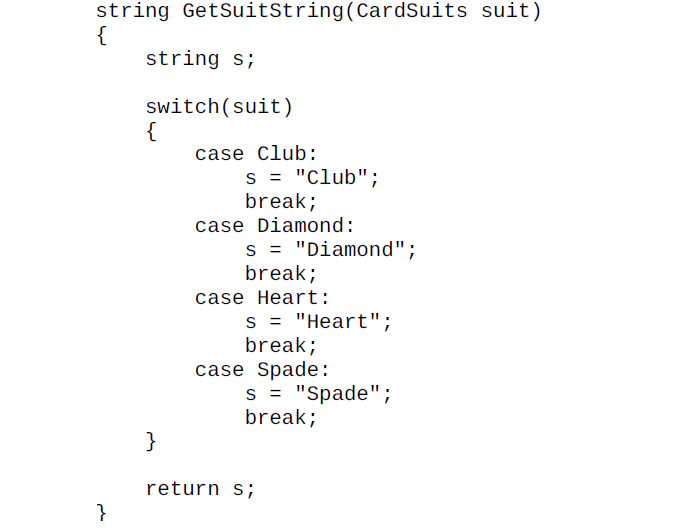 string GetSuitString(CardSuits suit)
{
    string s;

    switch(suit)
    {
        case Club:
            s = "Club";
            break;
        case Diamond:
            s = "Diamond";
            break;
        case Heart:
            s = "Heart";
            break;
        case Spade:
            s = "Spade";
            break;
    }

    return s;
}